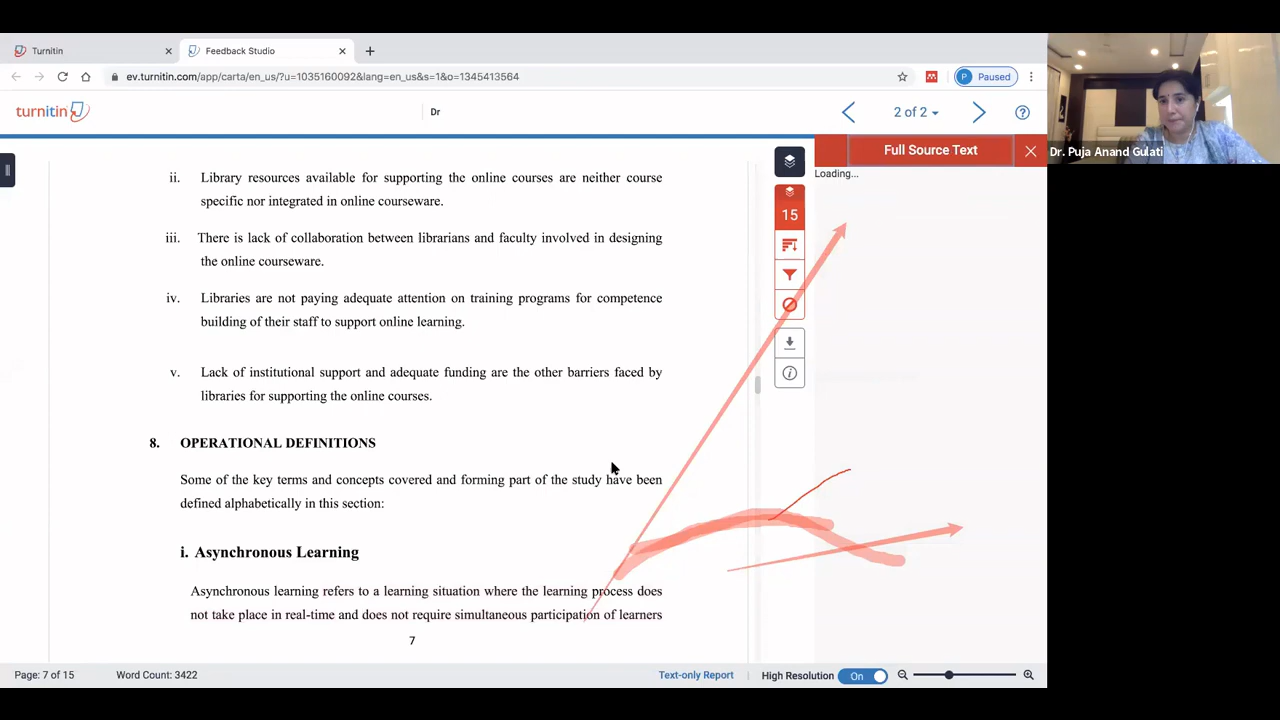 Turnitin
Feedback Studio
ev.turnitin.com/app/carta/en_us/?u=1035160092&lang=en_us&s=1&o=1345413564
P Paused
turnitin
Dr
2 of 2
Full Source Text
Dr. Puja Anand Gulati
Loading...
15
ii. Library resources available for supporting the online courses are neither course
specific nor integrated in online courseware.
iii. There is lack of collaboration between librarians and faculty involved in designing
the online courseware.
iv. Libraries are not paying adequate attention on training programs for competence
building of their staff to support online learning.
v. Lack of institutional support and adequate funding are the other barriers faced by
libraries for supporting the online courses.
8. OPERATIONAL DEFINITIONS
Some of the key terms and concepts covered and forming part of the study have been
defined alphabetically in this section:
i. Asynchronous Learning
Asynchronous learning refers to a learning situation where the learning process does
not take place in real-time and does not require simultaneous participation of learners
7
Page: 7 of 15
Word Count: 3422
Text-only Report
High Resolution
On